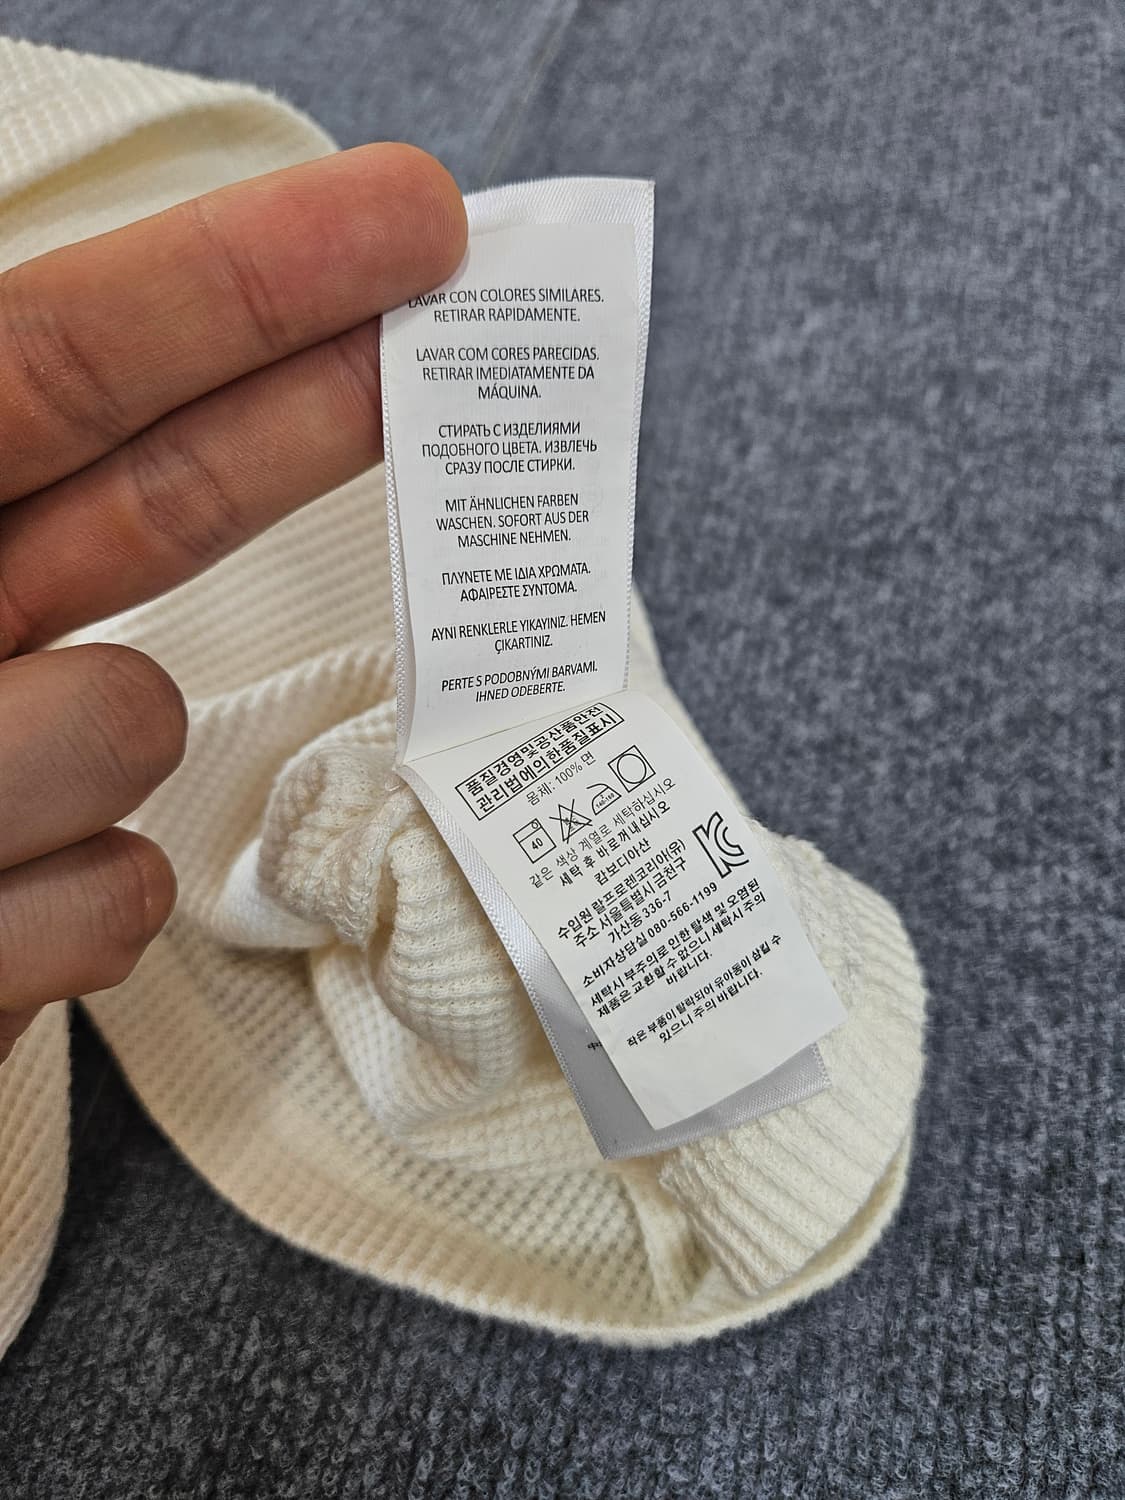 LAVAR CON COLORES SIMILARES.
RETIRAR RAPIDAMENTE.
LAVAR COM CORES PARECIDAS.
RETIRAR IMEDIATAMENTE DA
MÁQUINA.
СТИРАТЬ С ИЗДЕЛИЯМИ
ПОДОБНОГО ЦВЕТА. ИЗВЛЕЧЬ
СРАЗУ ПОСЛЕ СТИРКИ.
MIT ÄHNLICHEN FARBEN
WASCHEN. SOFORT AUS DER
MASCHINE NEHMEN.
ΠΛΥΝΕΤΕ ΜΕ ΙΔΙΑ ΧΡΩΜΑΤΑ.
ΑΦΑΙΡΕΣΤΕ ΣΥΝΤΟΜΑ.
AYNI RENKLERLE YIKAYINIZ. HEMEN
ÇIKARTINIZ.
PERTE S PODOBNÝMI BARVAMI.
IHNED ODEBERTE.
품질경영및공산품안전
관리법에의한품질표시
몸체: 100% 면
40
같은 색상 계열로 세탁하십시오
세탁 후 바로꺼내십시오
캄보디아산
수입원 랄프로렌코리아(유)
주소 서울특별시 금천구
가산동 336-7
소비자상담실 080-566-1199
세탁시 부주의로 인한 탈색 및 오염된
제품은 교환할 수 없으니 세탁시 주의
바랍니다.
작은 부품이 탈락되어 유아동이 삼킬 수
있으니 주의 바랍니다.